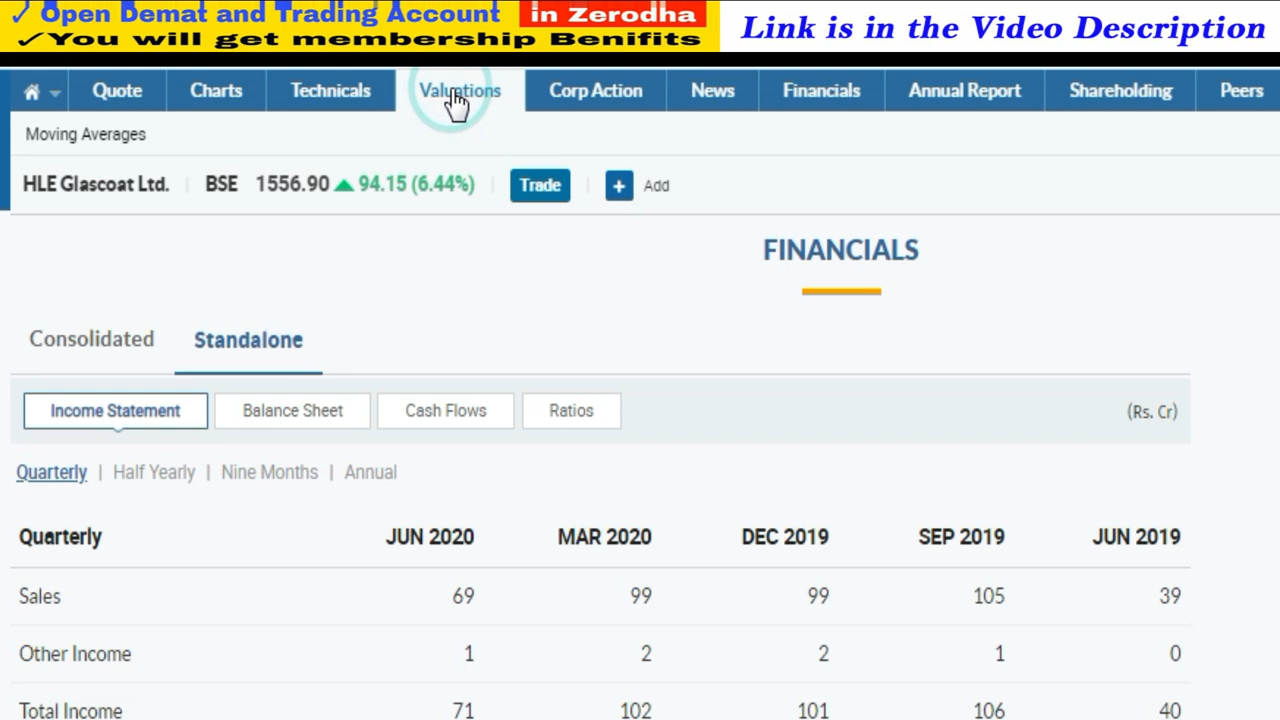 ✓ Open Demat and Trading Account in Zerodha
✓You will get membership Benifits
Link is in the Video Description
Quote Charts Technicals Valuations Corp Action News Financials Annual Report Shareholding Peers
Moving Averages
HLE Glascoat Ltd. BSE 1556.90 ▲ 94.15 (6.44%) Trade + Add
FINANCIALS
Consolidated Standalone
Income Statement Balance Sheet Cash Flows Ratios (Rs. Cr)
Quarterly | Half Yearly | Nine Months | Annual
Quarterly JUN 2020 MAR 2020 DEC 2019 SEP 2019 JUN 2019
Sales 69 99 99 105 39
Other Income 1 2 2 1 0
Total Income 71 102 101 106 40